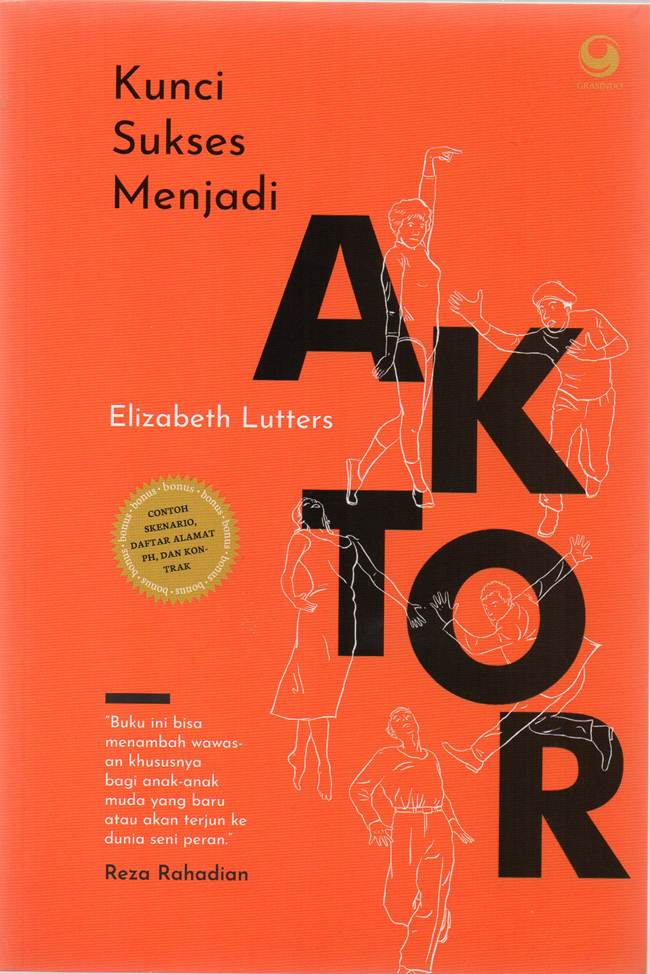 GRASINDO
Kunci
Sukses
Menjadi
AKTOR
Elizabeth Lutters
bonus · bonus · bonus · bonus · bonus · bonus · bonus · bonus ·
CONTOH
SKENARIO,
DAFTAR ALAMAT
PH, DAN KON-
TRAK
“Buku ini bisa
menambah wawas-
an khususnya
bagi anak-anak
muda yang baru
atau akan terjun ke
dunia seni peran.”
Reza Rahadian